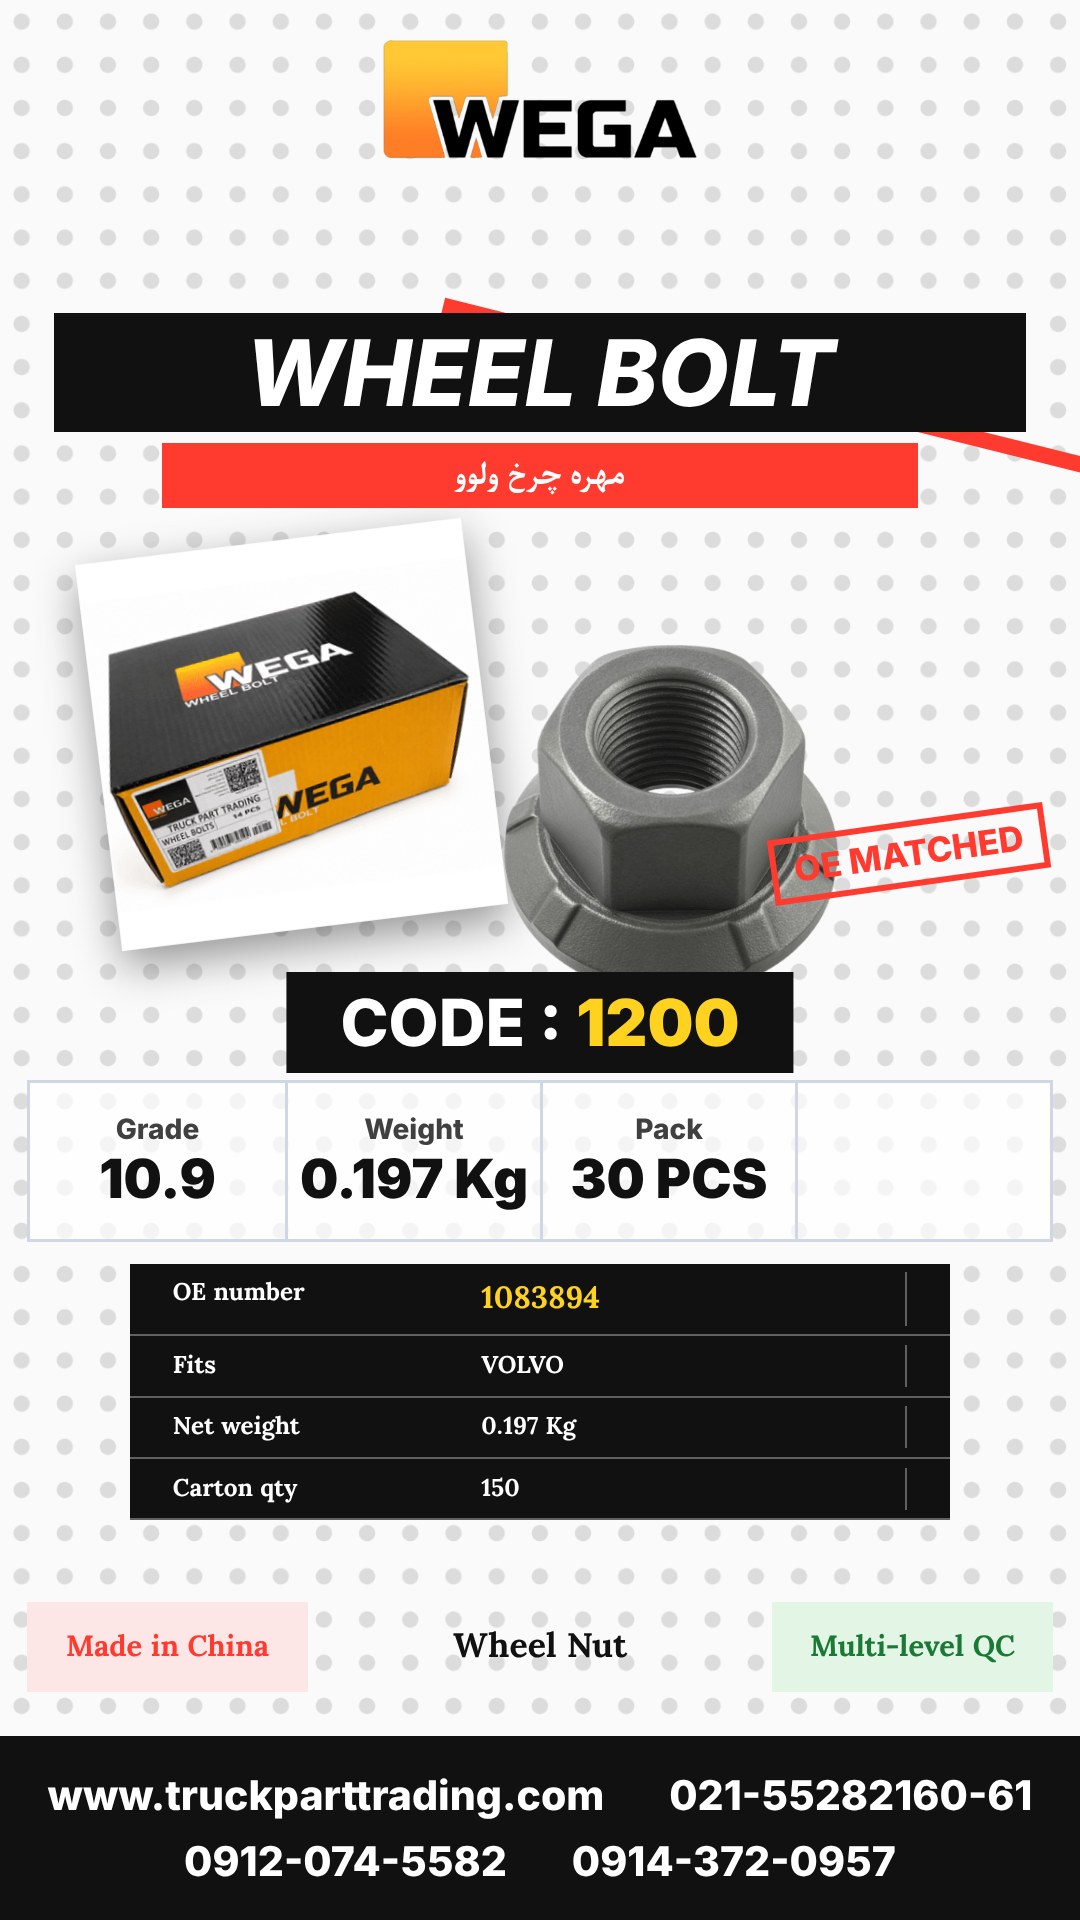 WEGA
WHEEL BOLT
مهره چرخ ولوو
WEGA
WHEEL BOLT
WEGA
WEGA
TRUCK PART TRADING
WHEEL BOLTS 14 PCS
OE MATCHED
CODE : 1200
Grade Weight Pack
10.9 0.197 Kg 30 PCS
OE number 1083894
Fits VOLVO
Net weight 0.197 Kg
Carton qty 150
Made in China Wheel Nut Multi-level QC
www.truckparttrading.com 021-55282160-61
0912-074-5582 0914-372-0957